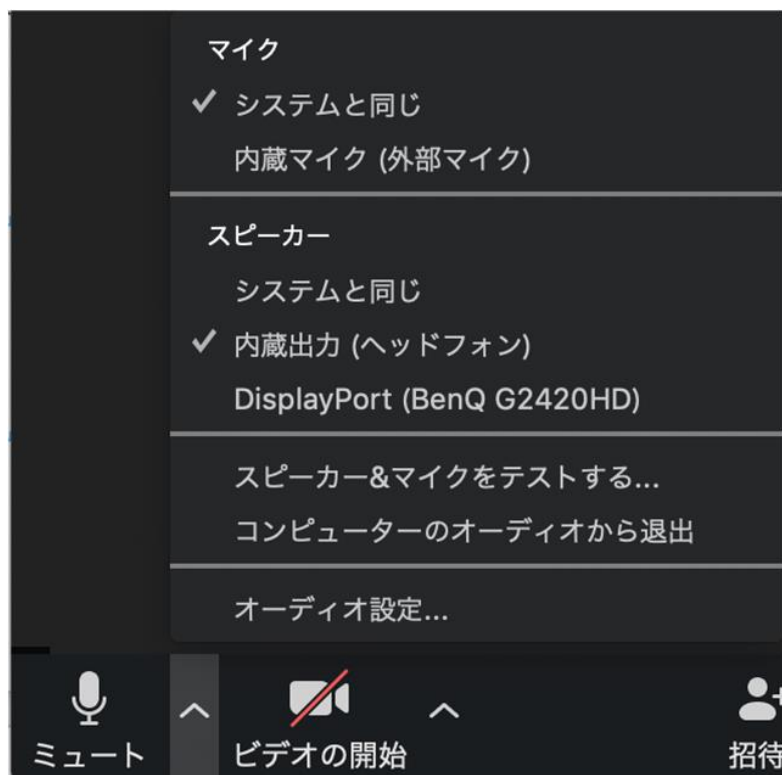 マイク
システムと同じ
内蔵マイク (外部マイク)
スピーカー
システムと同じ
内蔵出力 (ヘッドフォン)
DisplayPort (BenQ G2420HD)
スピーカー&マイクをテストする...
コンピューターのオーディオから退出
オーディオ設定...
ミュート
ビデオの開始
招待